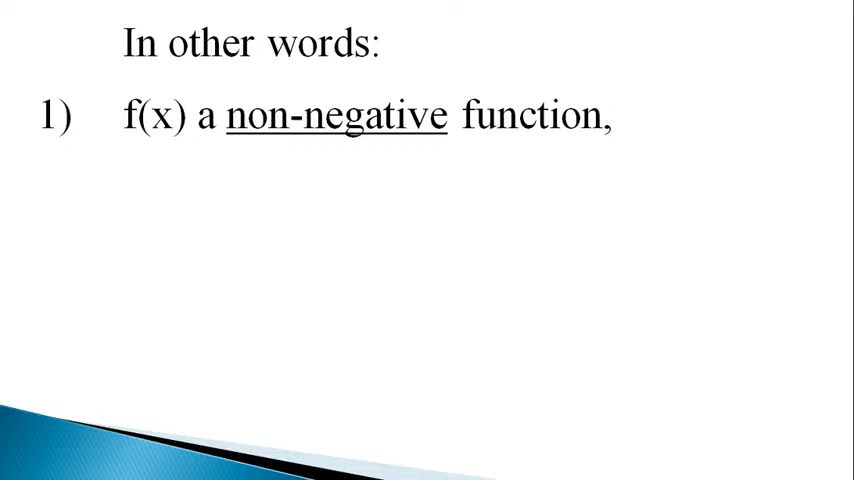 In other words:
1) f(x) a non-negative function,